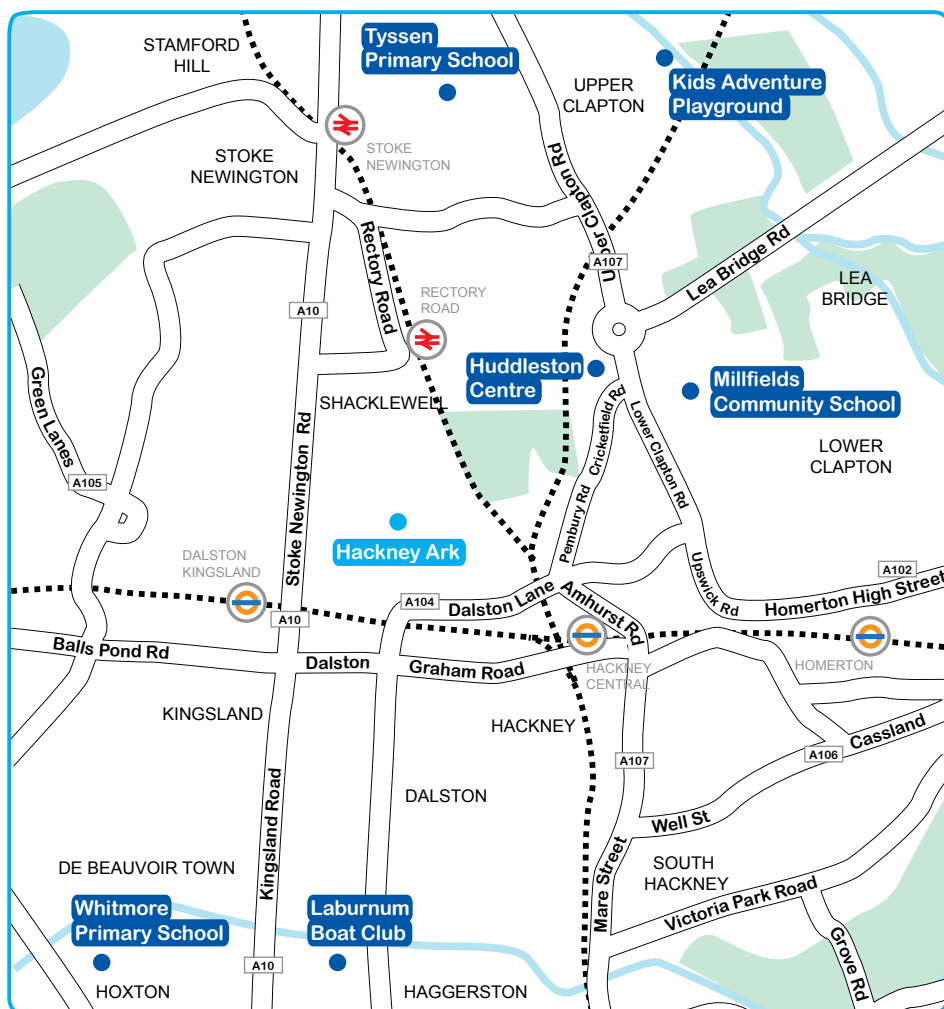 STAMFORD
HILL
Tyssen
Primary School
UPPER
CLAPTON
Kids Adventure
Playground
STOKE
NEWINGTON
STOKE
NEWINGTON
Upper Clapton Rd
Rectory Road
A107
Lea Bridge Rd
LEA
BRIDGE
A10
RECTORY
ROAD
Huddleston
Centre
Millfields
Community School
Green Lanes
SHACKLEWELL
Cricketfield Rd
Lower Clapton Rd
LOWER
CLAPTON
A105
Stoke Newington Rd
Hackney Ark
Pembury Rd
DALSTON
KINGSLAND
A104
Dalston Lane
Amhurst Rd
Upswick Rd
A102
Homerton High Street
A10
Balls Pond Rd
Dalston
Graham Road
HACKNEY
CENTRAL
HOMERTON
KINGSLAND
HACKNEY
Cassland
A106
A107
DALSTON
Kingsland Road
Well St
Mare Street
SOUTH
HACKNEY
DE BEAUVOIR TOWN
Victoria Park Road
Whitmore
Primary School
Laburnum
Boat Club
Grove Rd
A10
HOXTON
HAGGERSTON